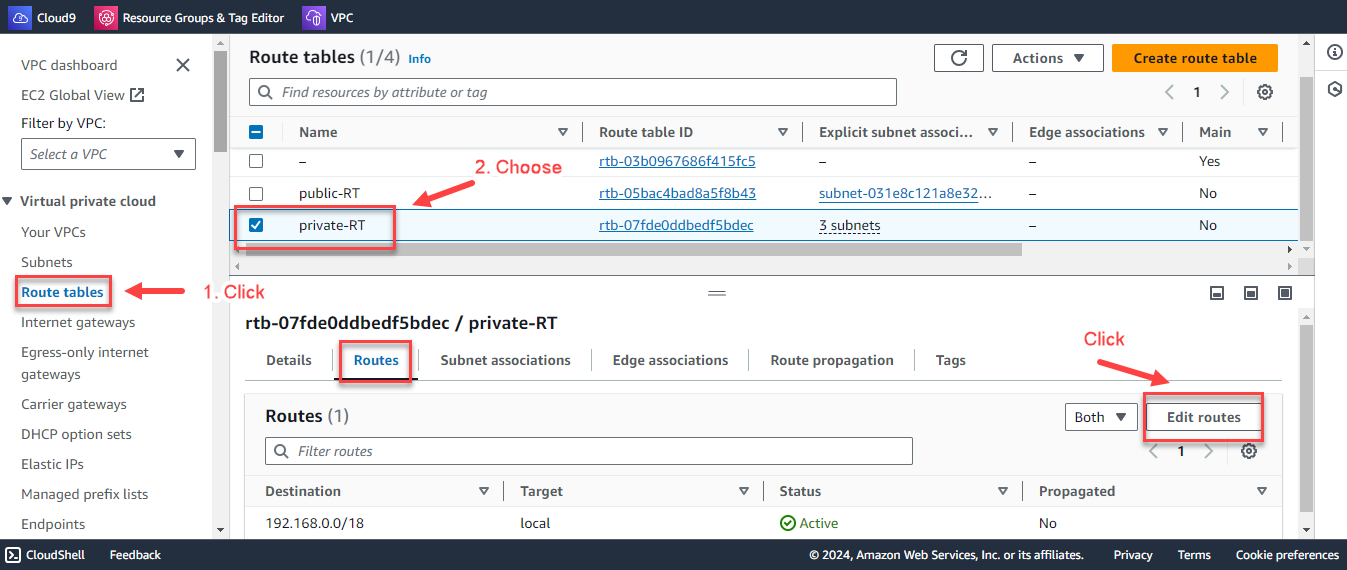 Cloud9 Resource Groups & Tag Editor VPC
VPC dashboard
EC2 Global View
Filter by VPC:
Select a VPC
Virtual private cloud
Your VPCs
Subnets
Route tables
1. Click
Internet gateways
Egress-only internet
gateways
Carrier gateways
DHCP option sets
Elastic IPs
Managed prefix lists
Endpoints
Route tables (1/4) Info
Actions
Create route table
Find resources by attribute or tag
1
Name Route table ID Explicit subnet associ... Edge associations Main
– rtb-03b0967686f415fc5 – – Yes
2. Choose
public-RT rtb-05bac4bad8a5f8b43 subnet-031e8c121a8e32... – No
private-RT rtb-07fde0ddbedf5bdec 3 subnets – No
rtb-07fde0ddbedf5bdec / private-RT
Click
Details Routes Subnet associations Edge associations Route propagation Tags
Routes (1)
Both
Edit routes
Filter routes
1
Destination Target Status Propagated
192.168.0.0/18 local Active No
CloudShell Feedback © 2024, Amazon Web Services, Inc. or its affiliates. Privacy Terms Cookie preferences